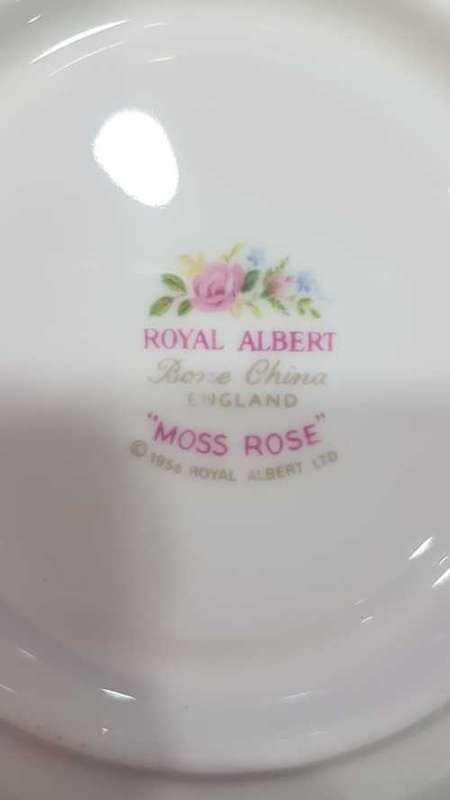 ROYAL ALBERT
Bone China
ENGLAND
"MOSS ROSE"
© 1956 ROYAL ALBERT LTD